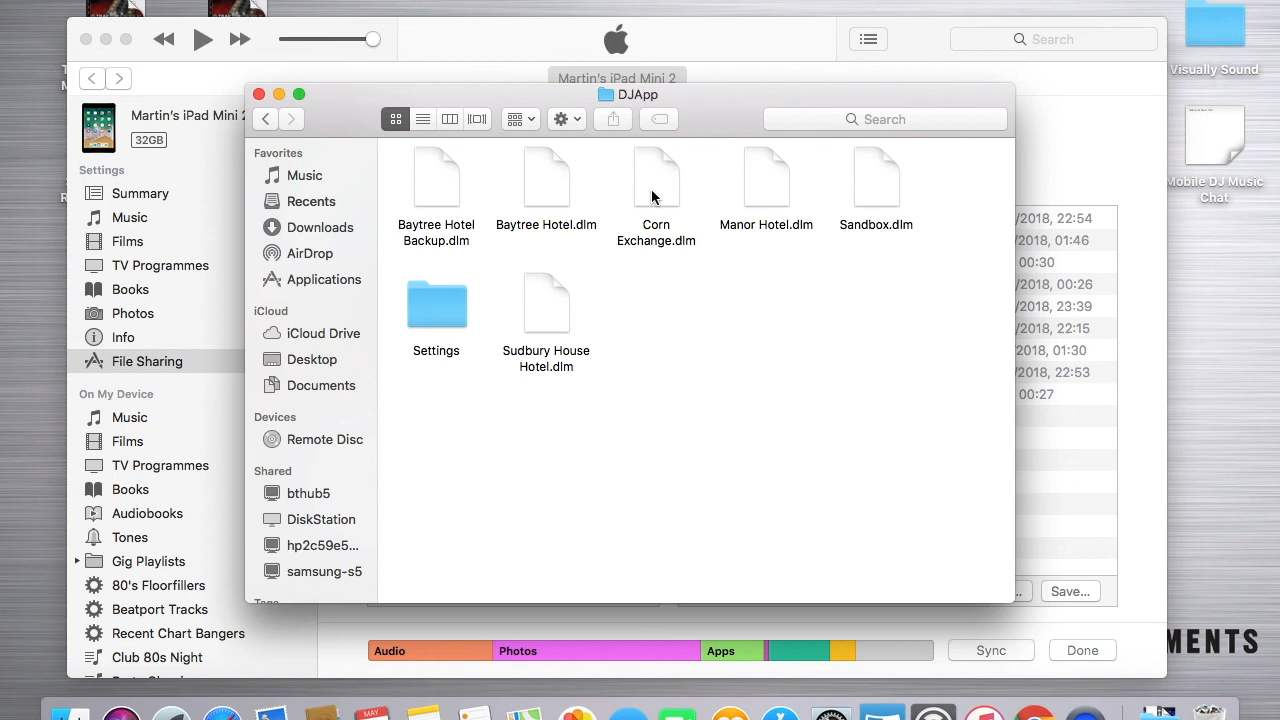 Search
Visually Sound
Martin's iPad Mini 2
DJApp
Martin's iPad Mini 2
32GB
Search
Mobile DJ Music
Chat
Settings
Summary
Music
Films
TV Programmes
Books
Photos
Info
File Sharing
On My Device
Music
Films
TV Programmes
Books
Audiobooks
Tones
Gig Playlists
80's Floorfillers
Beatport Tracks
Recent Chart Bangers
Club 80s Night
Favorites
Music
Recents
Downloads
AirDrop
Applications
iCloud
iCloud Drive
Desktop
Documents
Devices
Remote Disc
Shared
bthub5
DiskStation
hp2c59e5...
samsung-s5
Tags
Baytree Hotel
Backup.dlm
Baytree Hotel.dlm
Corn
Exchange.dlm
Manor Hotel.dlm
Sandbox.dlm
Settings
Sudbury House
Hotel.dlm
/2018, 22:54
/2018, 01:46
00:30
/2018, 00:26
/2018, 23:39
/2018, 22:15
2018, 01:30
/2018, 22:53
00:27
Save...
Audio
Photos
Apps
Sync
Done
MENTS
MAY